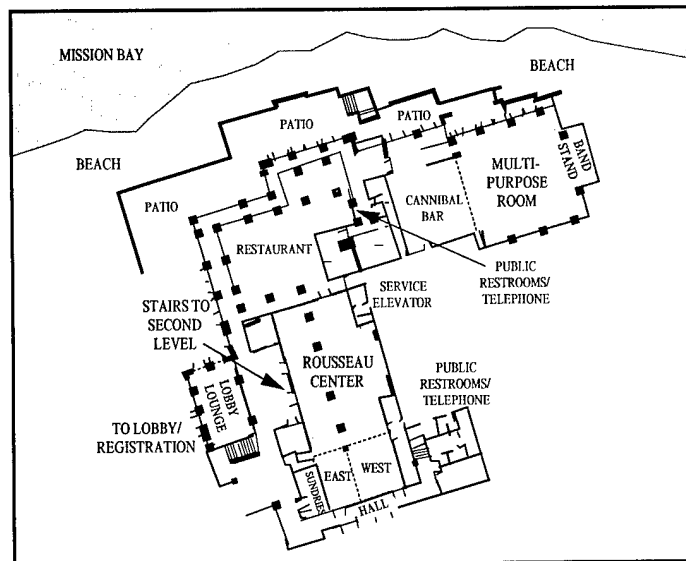 MISSION BAY
BEACH
PATIO
PATIO
BEACH
PATIO
MULTI-
PURPOSE
ROOM
BAND
STAND
CANNIBAL
BAR
RESTAURANT
PUBLIC
RESTROOMS/
TELEPHONE
SERVICE
ELEVATOR
STAIRS TO
SECOND
LEVEL
ROUSSEAU
CENTER
PUBLIC
RESTROOMS/
TELEPHONE
LOBBY
LOUNGE
TO LOBBY/
REGISTRATION
EAST
WEST
SUNDRIES
HALL